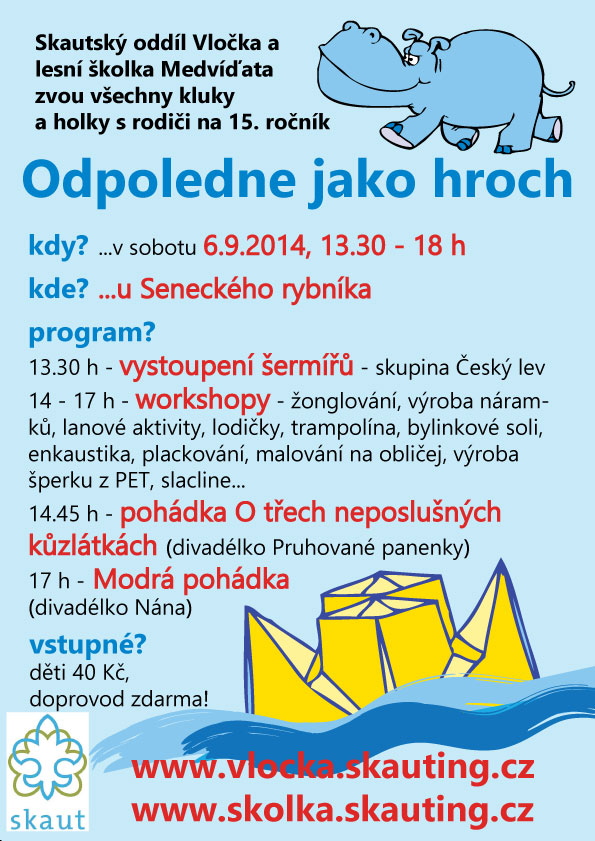 Skautský oddíl Vločka a
lesní školka Medvíďata
zvou všechny kluky
a holky s rodiči na 15. ročník
Odpoledne jako hroch
kdy? ...v sobotu 6.9.2014, 13.30 - 18 h
kde? ...u Seneckého rybníka
program?
13.30 h - vystoupení šermířů - skupina Český lev
14 - 17 h - workshopy - žonglování, výroba náram-
ků, lanové aktivity, lodičky, trampolína, bylinkové soli,
enkaustika, plackování, malování na obličej, výroba
šperku z PET, slacline...
14.45 h - pohádka O třech neposlušných
kůzlátkách (divadélko Pruhované panenky)
17 h - Modrá pohádka
(divadélko Nána)
vstupné?
děti 40 Kč,
doprovod zdarma!
skaut
www.vlocka.skauting.cz
www.skolka.skauting.cz